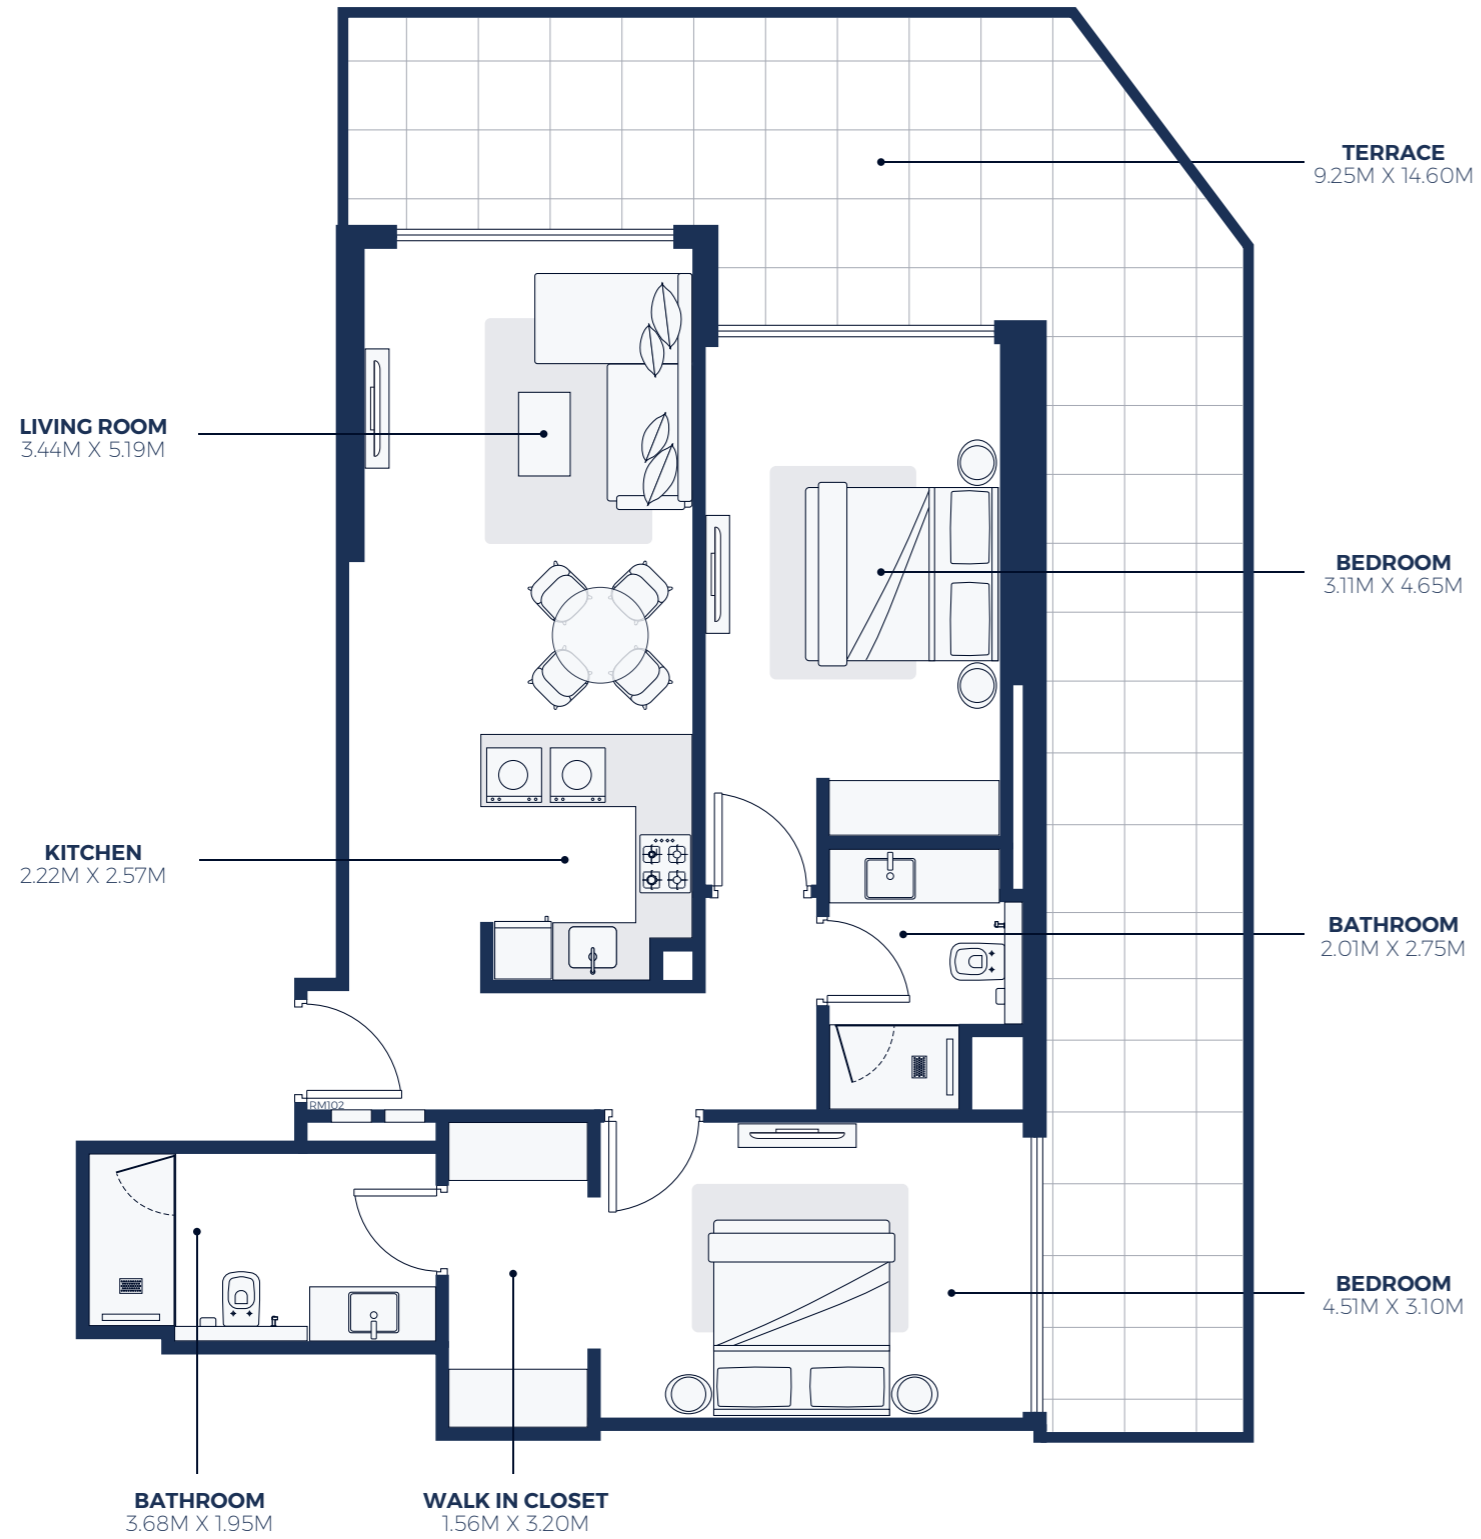 TERRACE
9.25M X 14.60M
LIVING ROOM
3.44M X 5.19M
BEDROOM
3.11M X 4.65M
KITCHEN
2.22M X 2.57M
BATHROOM
2.01M X 2.75M
RM102
BEDROOM
4.51M X 3.10M
BATHROOM
3.68M X 1.95M
WALK IN CLOSET
1.56M X 3.20M